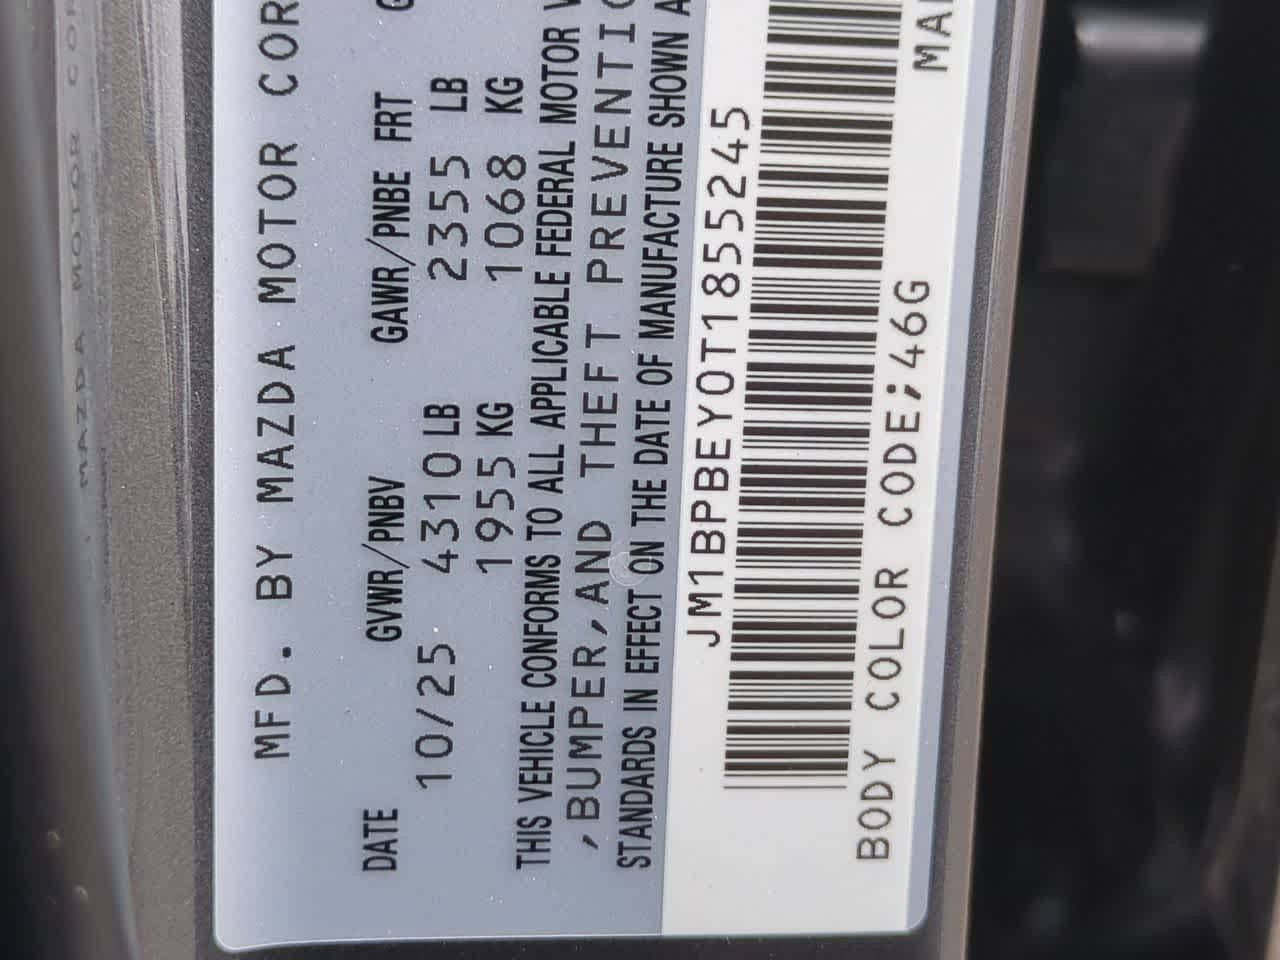 MFD. BY MAZDA MOTOR COR
DATE GVWR/PNBV GAWR/PNBE FRT
10/25 4310 LB 2355 LB
1955 KG 1068 KG
THIS VEHICLE CONFORMS TO ALL APPLICABLE FEDERAL MOTOR
,BUMPER,AND THEFT PREVENTI
STANDARDS IN EFFECT ON THE DATE OF MANUFACTURE SHOWN A
JM1BPBEY0T1855245
BODY COLOR CODE;46G MA